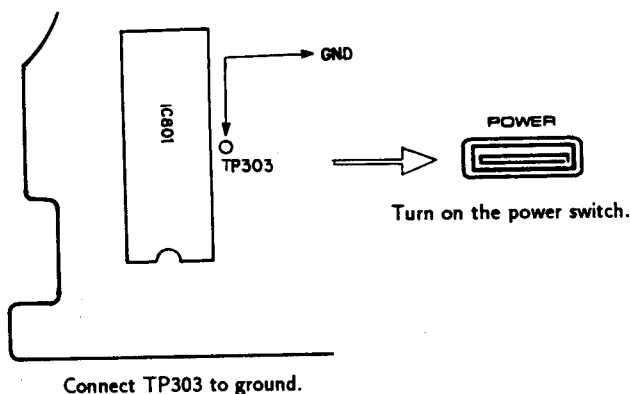 GND
IC801
TP303
POWER
Turn on the power switch.
Connect TP303 to ground.